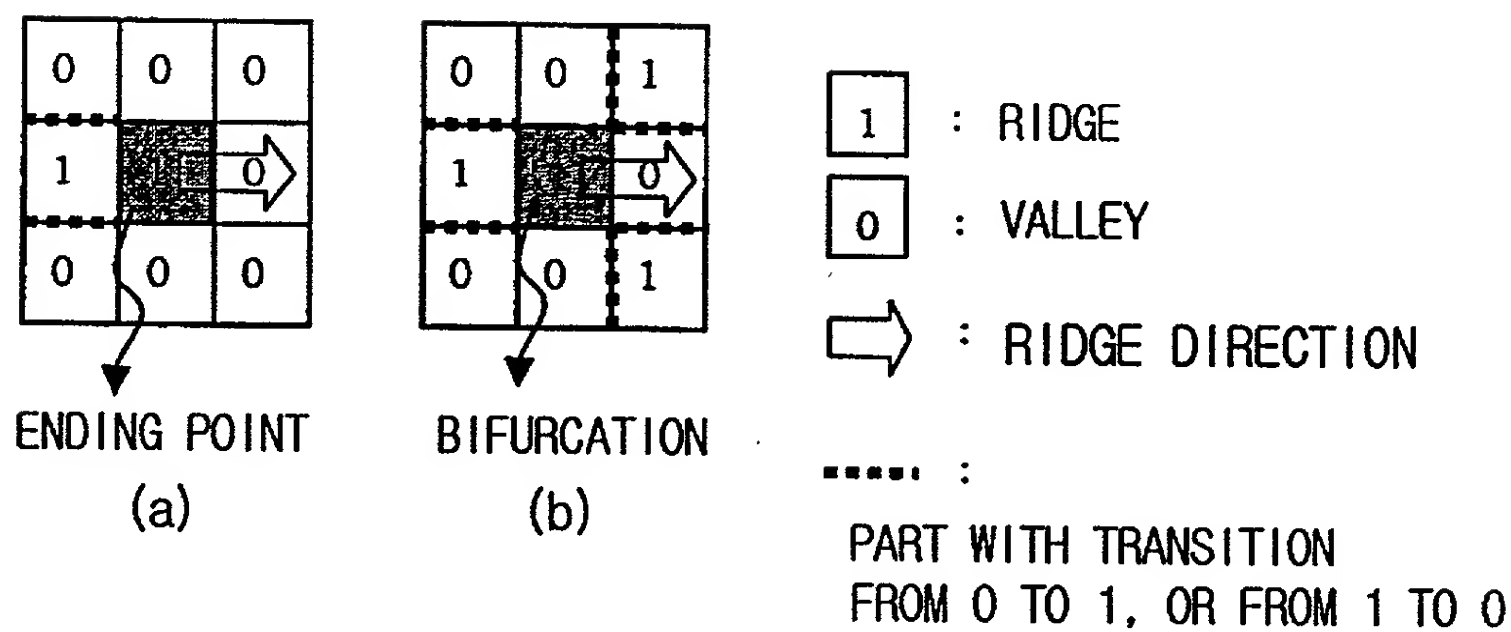 0 0 0
1 0
0 0 0
ENDING POINT
(a)
0 0 1
1 0
0 0 1
BIFURCATION
(b)
1 : RIDGE
0 : VALLEY
: RIDGE DIRECTION
:
PART WITH TRANSITION
FROM 0 TO 1, OR FROM 1 TO 0